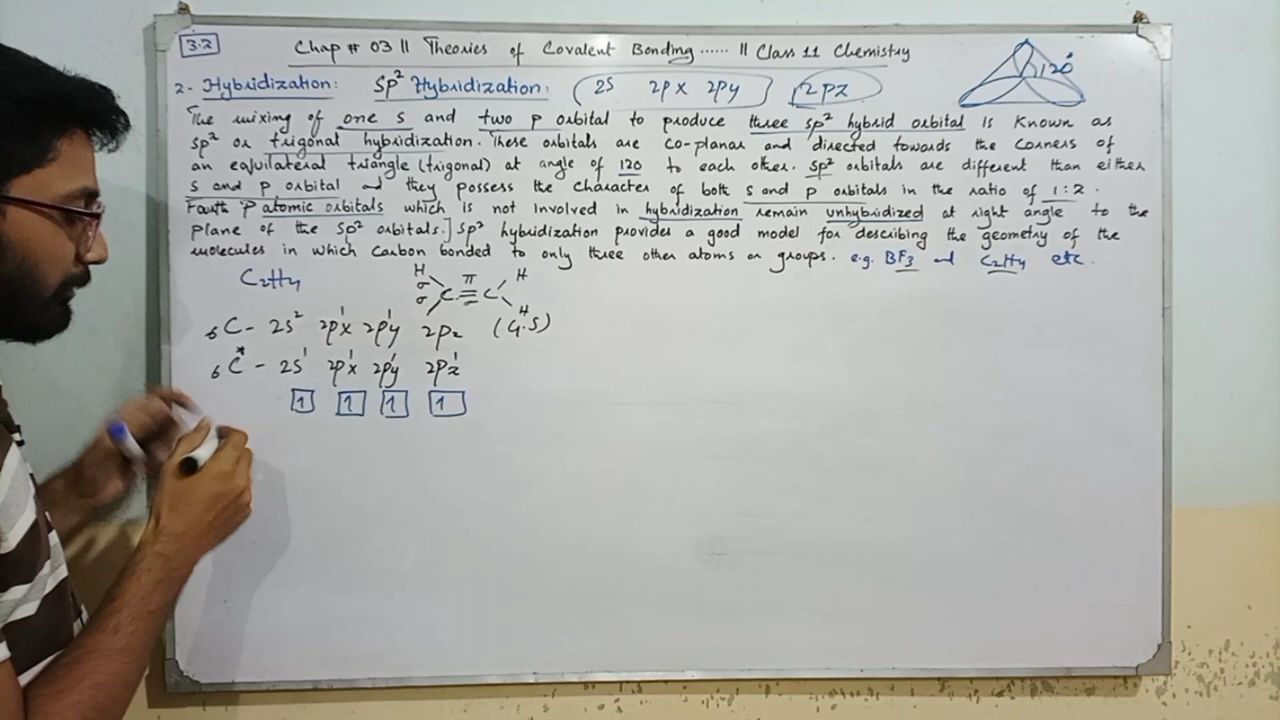 3.2
Chap # 03 || Theories of Covalent Bonding ...... || Class 11 Chemistry
2- Hybridization: Sp² Hybridization: (2S 2px 2py) (2pz) 120°
The mixing of one s and two p orbital to produce three sp² hybrid orbital Is Known as
sp² or trigonal hybridization. These orbitals are co-planar and directed towards the corners of
an equilateral triangle (trigonal) at angle of 120 to each other. sp² orbitals are different than either
s and p orbital and they possess the character of both s and p orbitals in the ratio of 1:2.
Fourth P atomic orbitals which is not involved in hybridization remain unhybridized at right angle to the
plane of the sp² orbitals.] sp² hybridization provides a good model for describing the geometry of the
molecules in which carbon bonded to only three other atoms or groups. e.g. BF3 and C2H4 etc.
C2H4
H π H
σ C = C
σ H
6C - 2s² 2p¹x 2p¹y 2pz (G.S)
6C* - 2s¹ 2p¹x 2p¹y 2p¹z
1 1 1 1